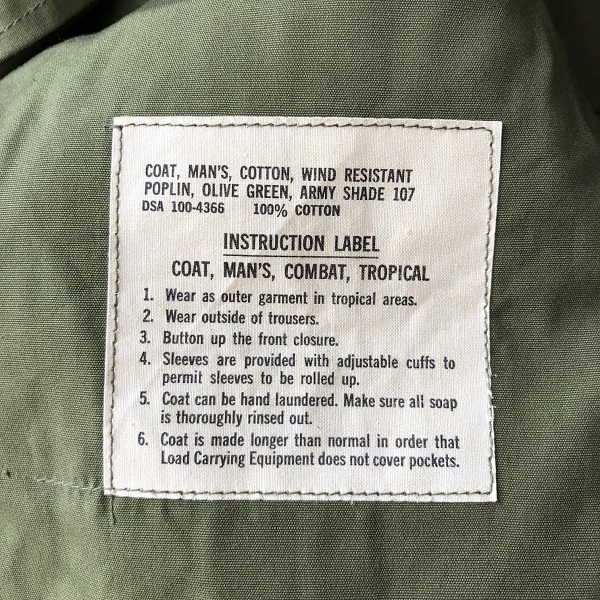 COAT, MAN'S, COTTON, WIND RESISTANT
POPLIN, OLIVE GREEN, ARMY SHADE 107
DSA 100-4366 100% COTTON
INSTRUCTION LABEL
COAT, MAN'S, COMBAT, TROPICAL
1. Wear as outer garment in tropical areas.
2. Wear outside of trousers.
3. Button up the front closure.
4. Sleeves are provided with adjustable cuffs to
permit sleeves to be rolled up.
5. Coat can be hand laundered. Make sure all soap
is thoroughly rinsed out.
6. Coat is made longer than normal in order that
Load Carrying Equipment does not cover pockets.